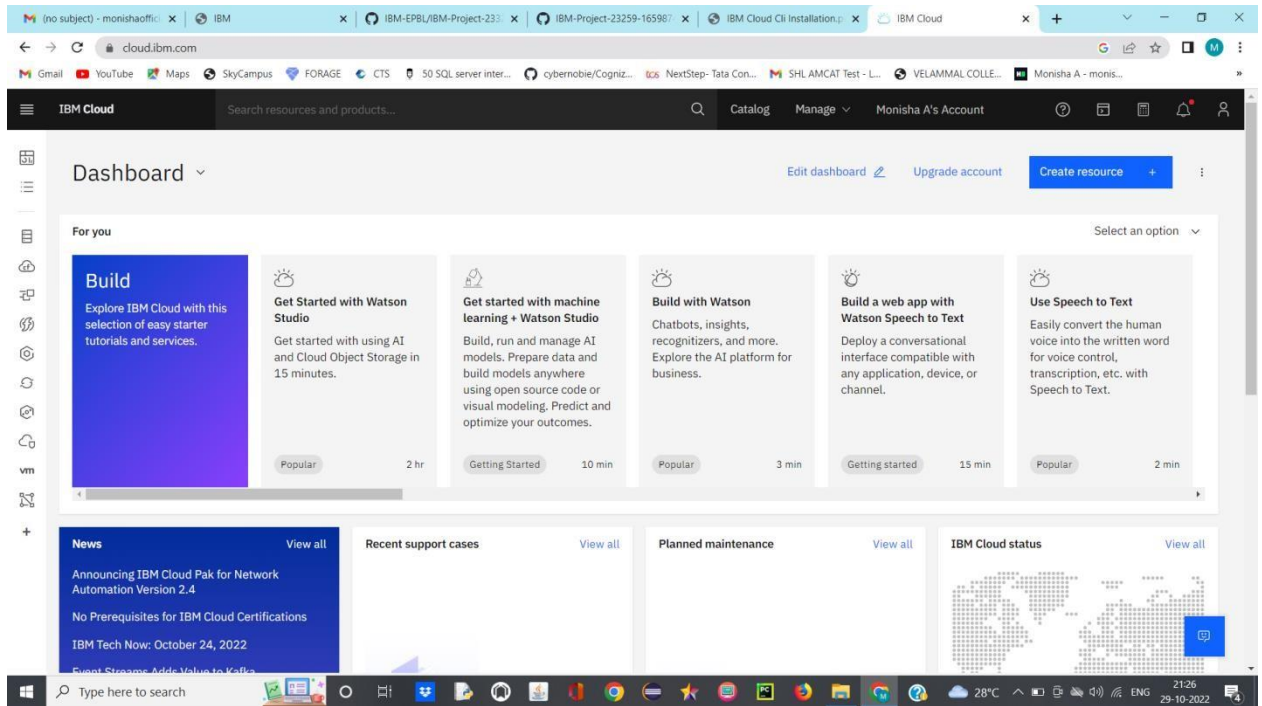 (no subject) - monishaoffic
IBM
IBM-EPBL/IBM-Project-233
IBM-Project-23259-165987
IBM Cloud Cli Installation.p
IBM Cloud
cloud.ibm.com
G
M
Gmail
YouTube
Maps
SkyCampus
FORAGE
CTS
50 SQL server inter...
cybernobie/Cogniz...
NextStep- Tata Con...
SHL AMCAT Test - L...
VELAMMAL COLLE...
Monisha A - monis...
»
IBM Cloud
Search resources and products...
Catalog
Manage
Monisha A's Account
Dashboard
Edit dashboard
Upgrade account
Create resource +
For you
Select an option
Build
Explore IBM Cloud with this
selection of easy starter
tutorials and services.
Get Started with Watson
Studio
Get started with using AI
and Cloud Object Storage in
15 minutes.
Popular
2 hr
Get started with machine
learning + Watson Studio
Build, run and manage AI
models. Prepare data and
build models anywhere
using open source code or
visual modeling. Predict and
optimize your outcomes.
Getting Started
10 min
Build with Watson
Chatbots, insights,
recognitizers, and more.
Explore the AI platform for
business.
Popular
3 min
Build a web app with
Watson Speech to Text
Deploy a conversational
interface compatible with
any application, device, or
channel.
Getting started
15 min
Use Speech to Text
Easily convert the human
voice into the written word
for voice control,
transcription, etc. with
Speech to Text.
Popular
2 min
vm
News
View all
Announcing IBM Cloud Pak for Network
Automation Version 2.4
No Prerequisites for IBM Cloud Certifications
IBM Tech Now: October 24, 2022
Event Streams Adds Value to Kafka
Recent support cases
View all
Planned maintenance
View all
IBM Cloud status
View all
Type here to search
28°C
ENG
21:26
29-10-2022
4